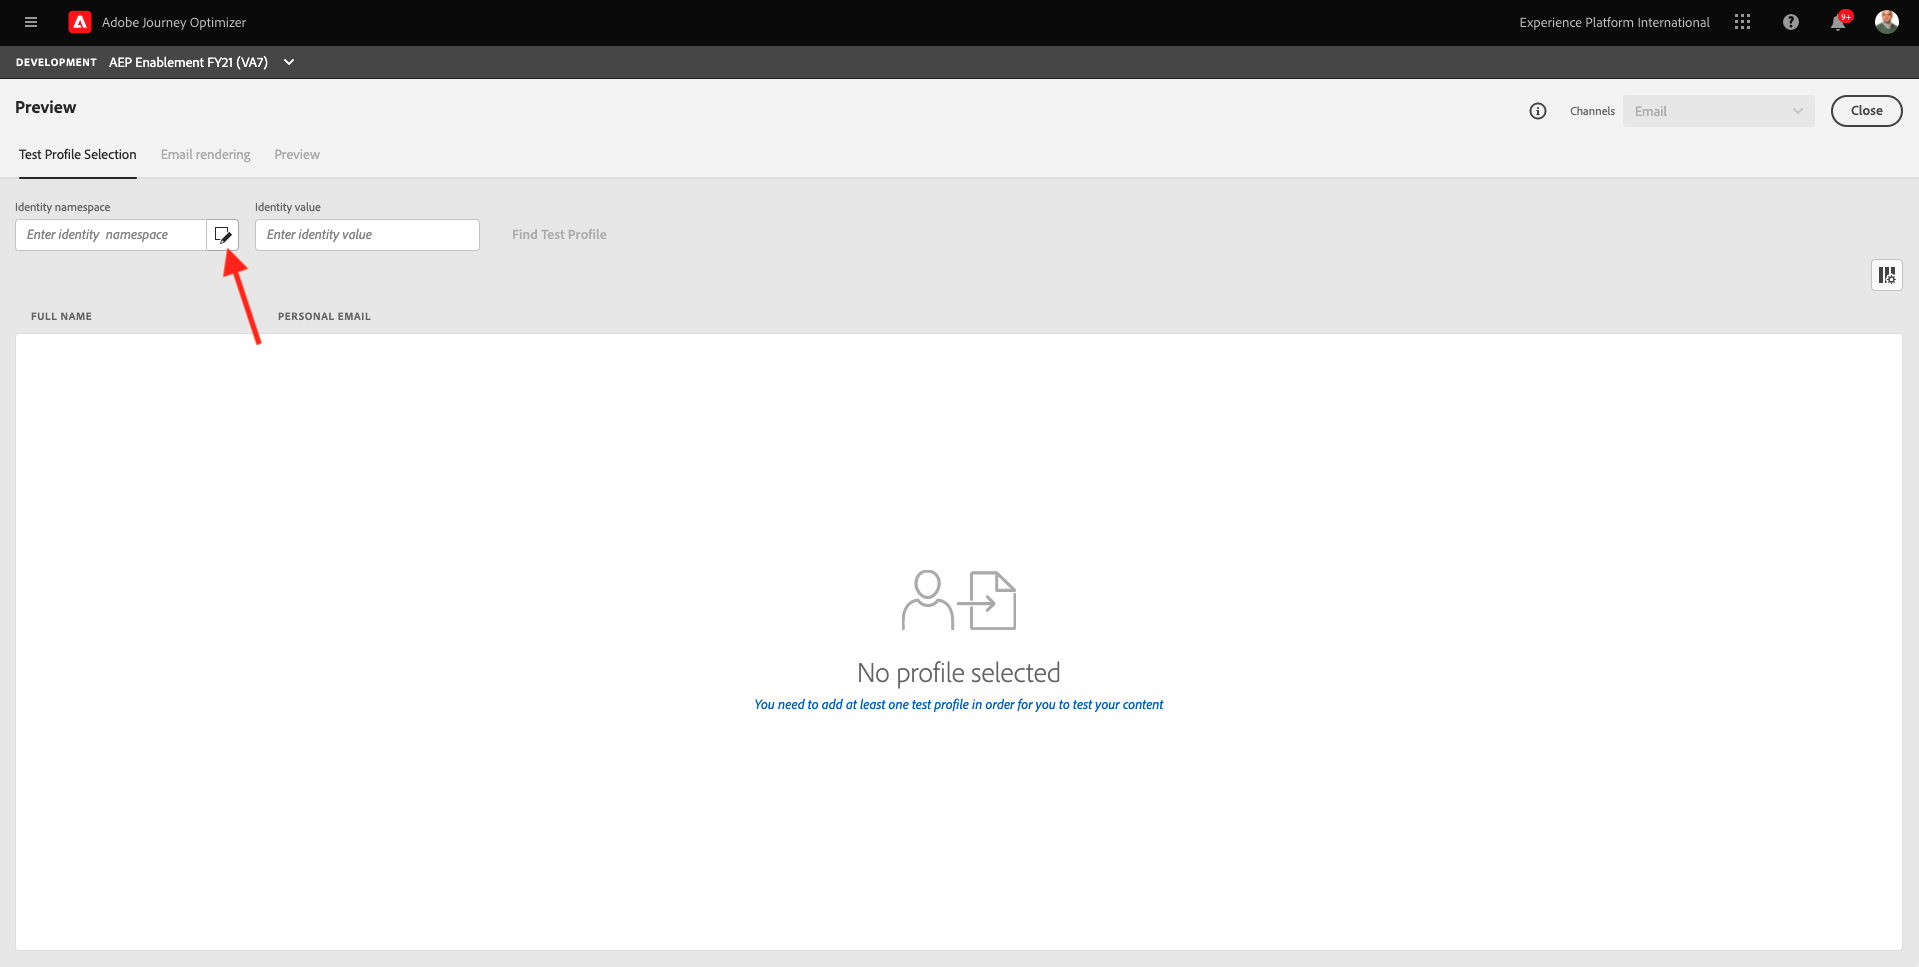 Adobe Journey Optimizer
Experience Platform International
9+
DEVELOPMENT AEP Enablement FY21 (VA7)
Preview
Channels
Email
Close
Test Profile Selection
Email rendering
Preview
Identity namespace
Identity value
Enter identity namespace
Enter identity value
Find Test Profile
FULL NAME
PERSONAL EMAIL
No profile selected
You need to add at least one test profile in order for you to test your content